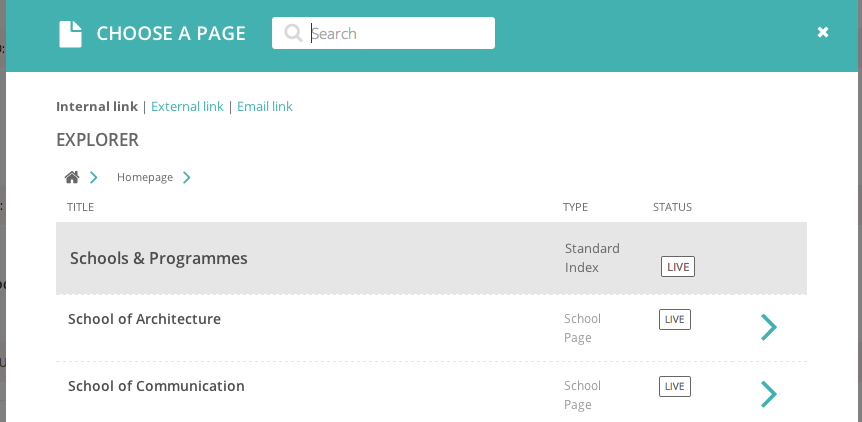 CHOOSE A PAGE Search
Internal link | External link | Email link
EXPLORER
Homepage
TITLE TYPE STATUS
Schools & Programmes Standard Index LIVE
School of Architecture School Page LIVE
School of Communication School Page LIVE